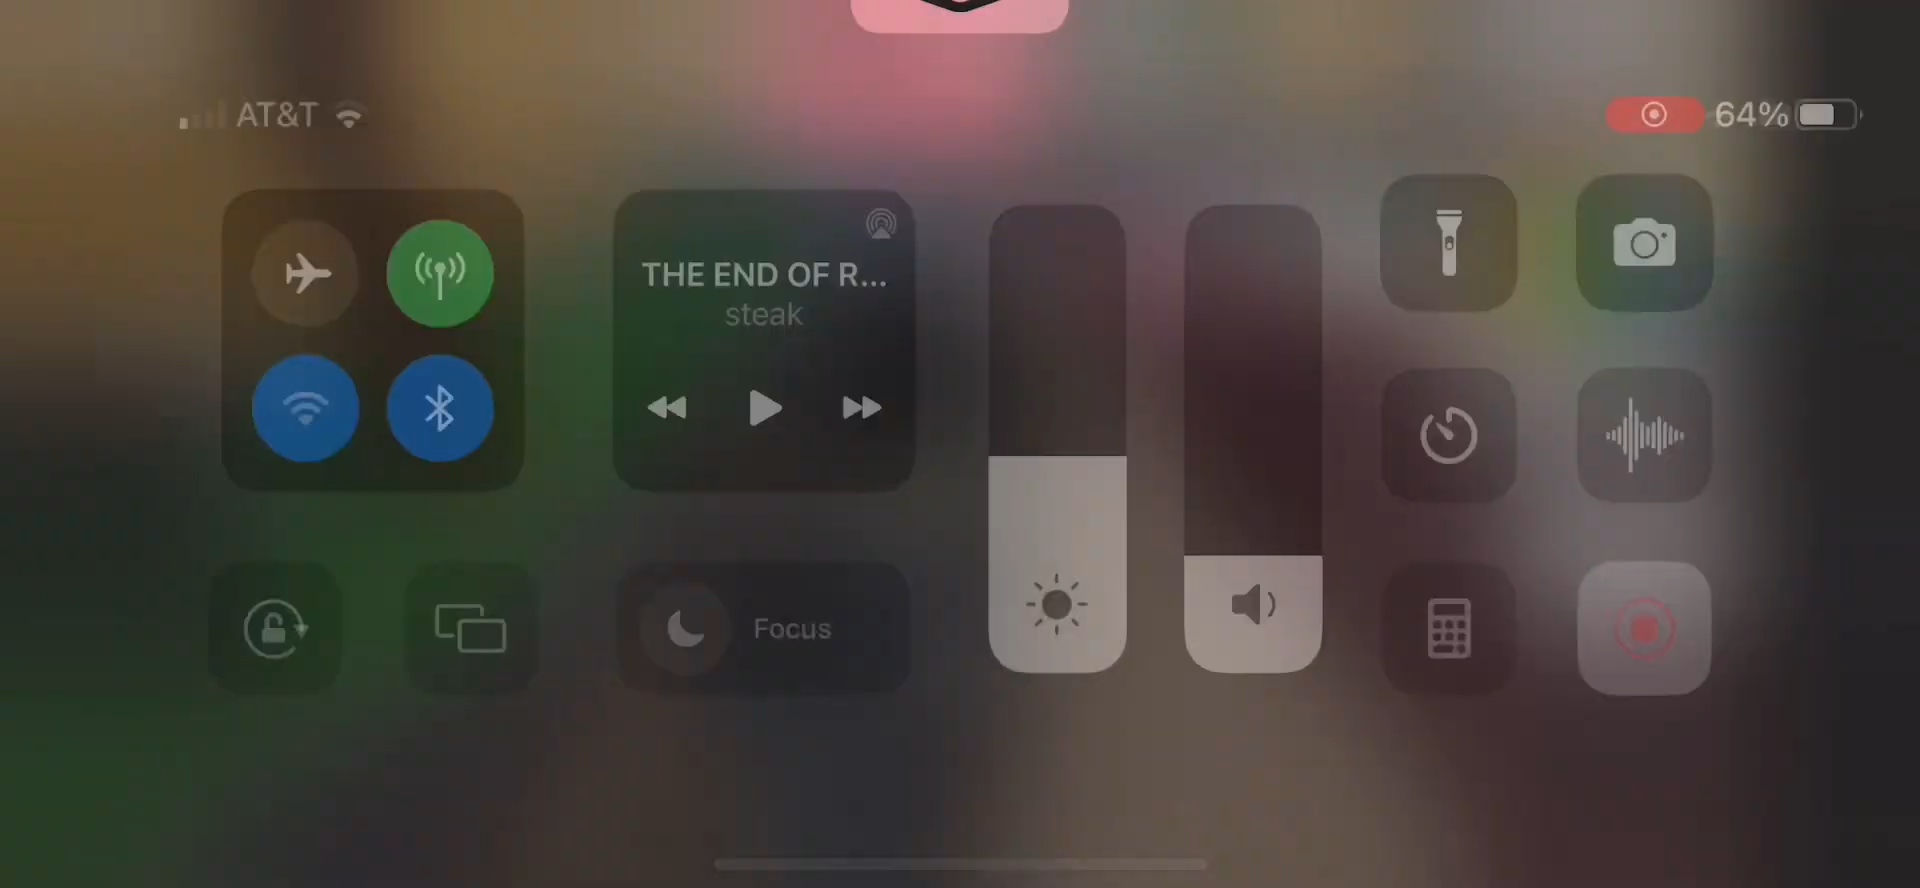 AT&T
64%
THE END OF R...
steak
Focus